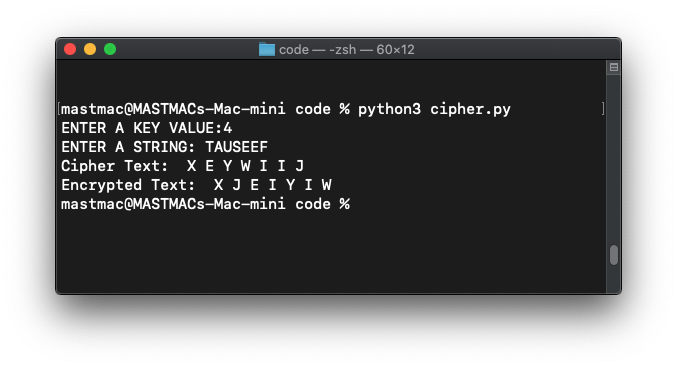 code — -zsh — 60×12
mastmac@MASTMACs-Mac-mini code % python3 cipher.py
ENTER A KEY VALUE:4
ENTER A STRING: TAUSEEF
Cipher Text:  X E Y W I I J
Encrypted Text:  X J E I Y I W
mastmac@MASTMACs-Mac-mini code %